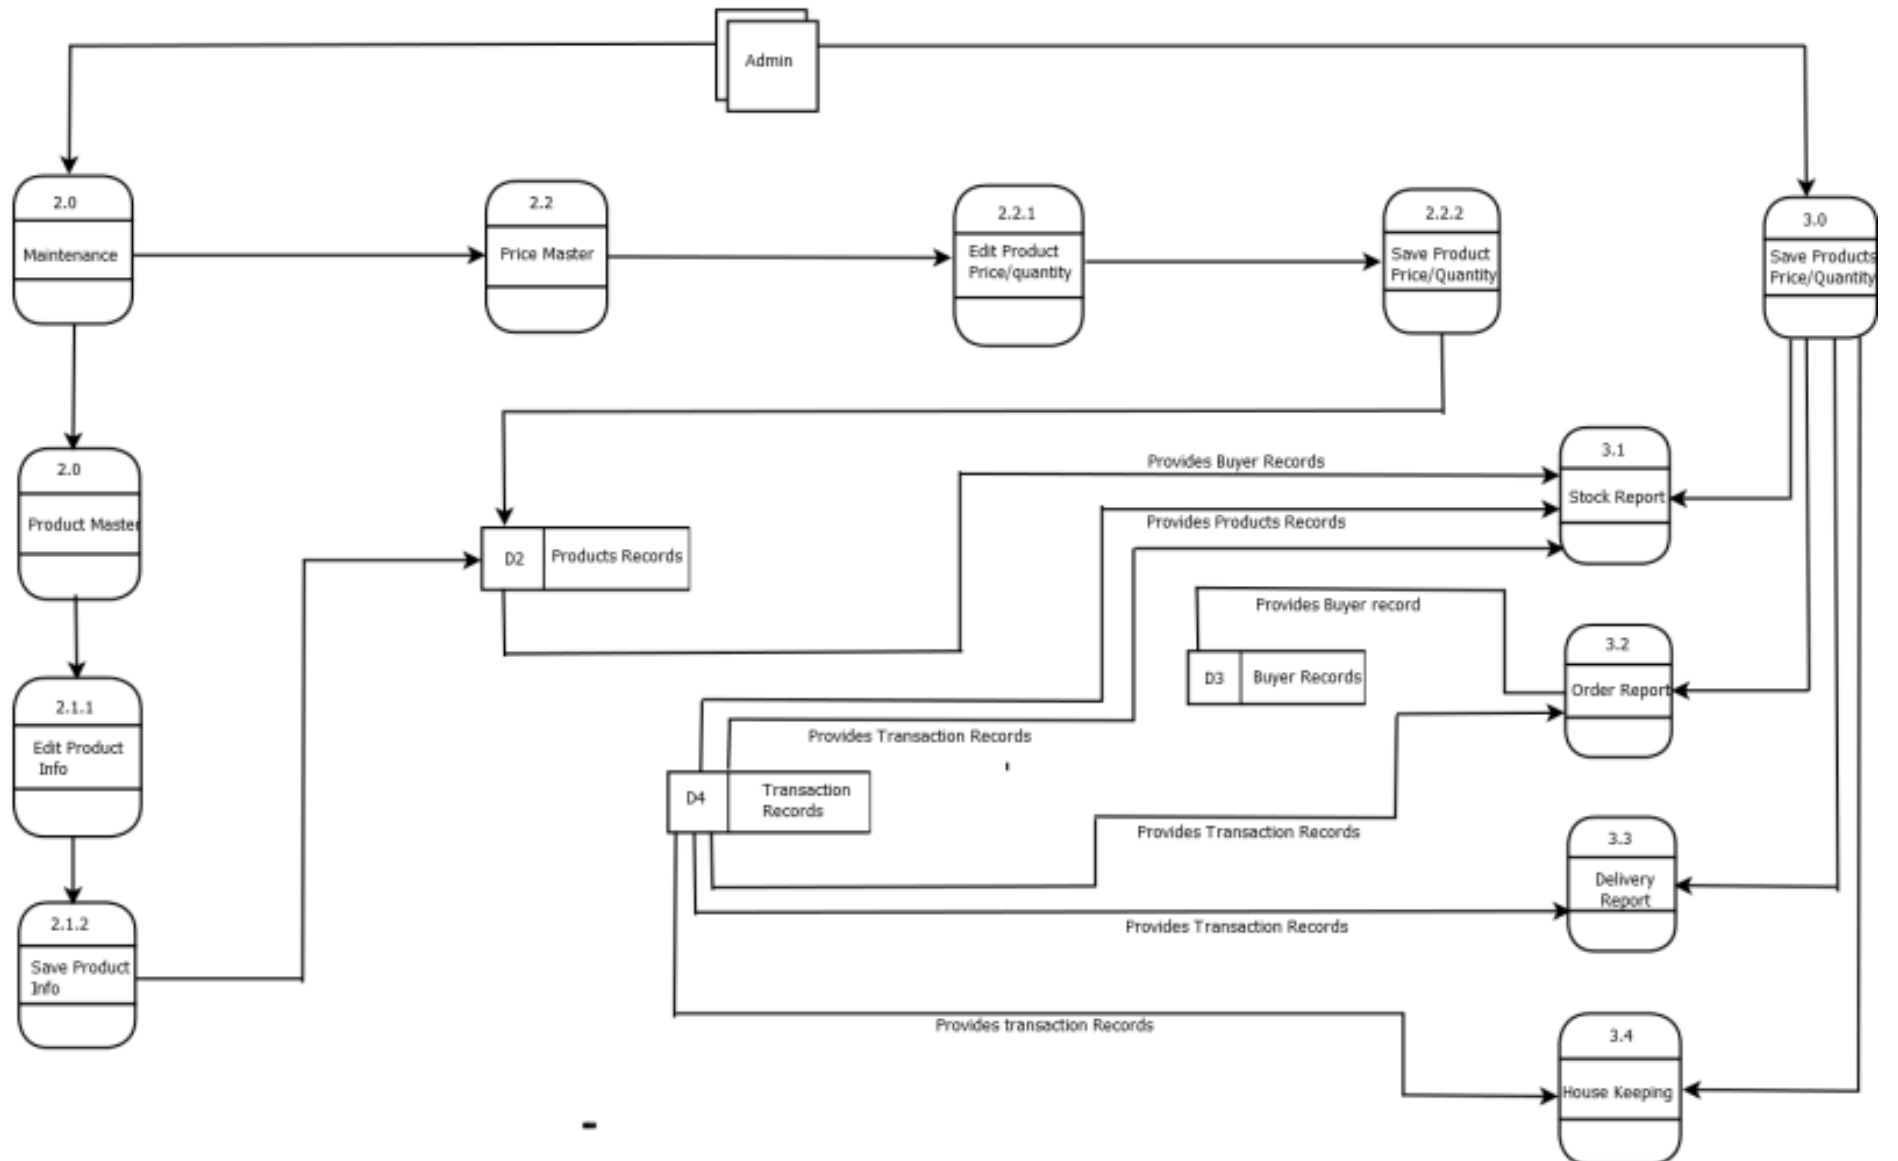 Admin
2.0
Maintenance
2.2
Price Master
2.2.1
Edit Product
Price/quantity
2.2.2
Save Product
Price/Quantity
3.0
Save Products
Price/Quantity
2.0
Product Master
D2
Products Records
Provides Buyer Records
Provides Products Records
3.1
Stock Report
Provides Buyer record
D3
Buyer Records
3.2
Order Report
2.1.1
Edit Product
Info
Provides Transaction Records
D4
Transaction
Records
Provides Transaction Records
3.3
Delivery
Report
2.1.2
Save Product
Info
Provides Transaction Records
Provides transaction Records
3.4
House Keeping